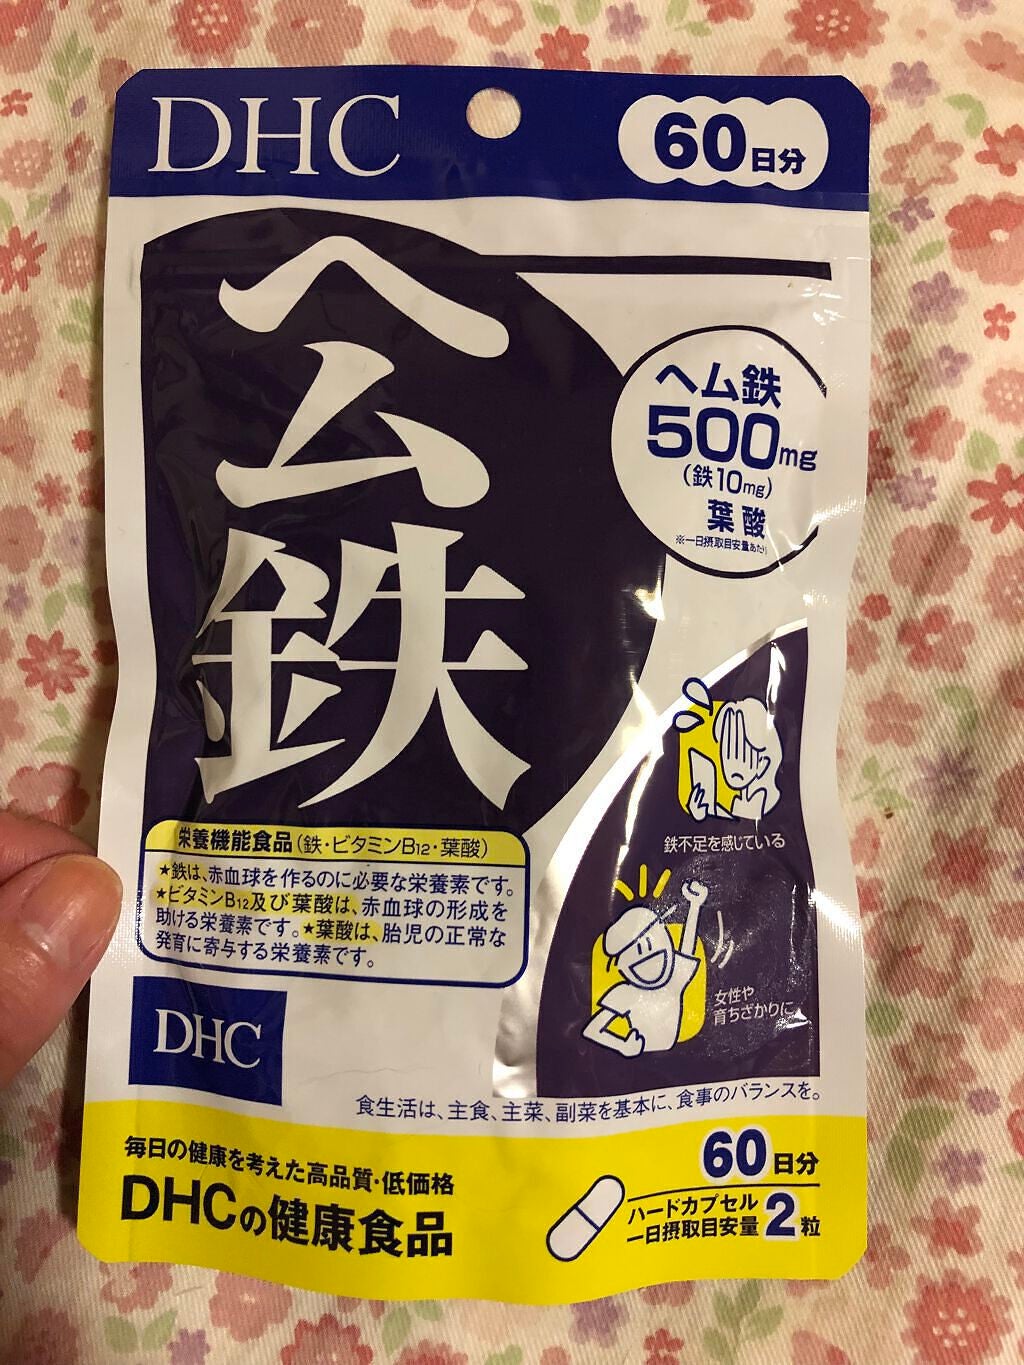 DHC
60日分
ヘム鉄
ヘム鉄
500mg
(鉄10mg)
葉酸
※一日摂取目安量あたり
鉄不足を感じている
栄養機能食品(鉄・ビタミンB12・葉酸)
★鉄は、赤血球を作るのに必要な栄養素です。
★ビタミンB12及び葉酸は、赤血球の形成を
助ける栄養素です。★葉酸は、胎児の正常な
発育に寄与する栄養素です。
女性や
育ちざかりに
DHC
食生活は、主食、主菜、副菜を基本に、食事のバランスを。
毎日の健康を考えた高品質・低価格
DHCの健康食品
60日分
ハードカプセル
一日摂取目安量2粒